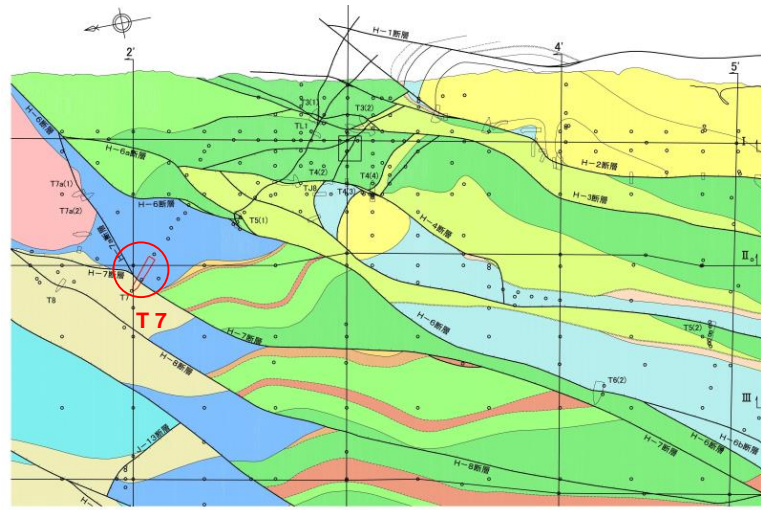 H-1断層
2'
4'
5'
H-6断層
T3(1)
T3(2)
TL1
I
H-6a断層
H-2断層
T4(2)
T4(4)
T7a(1)
TJ8
T4(3)
H-3断層
T7a(2)
H-6断層
T5(1)
H-4断層
H-7a断層
II
H-7断層
T7
T8
T7
H-6断層
T5(2)
H-7断層
H-8断層
T6(2)
III
J-13断層
H-7断層
H-6断層
H-6b断層
H-8断層